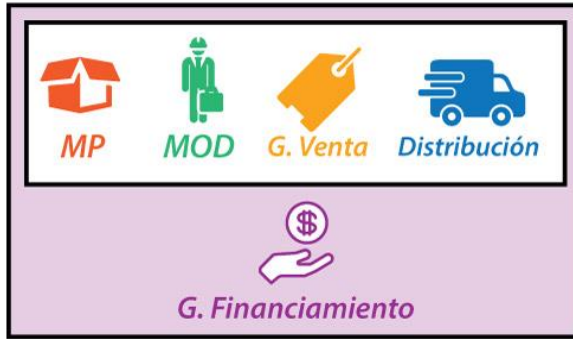 MP
MOD
G. Venta
Distribución
$
G. Financiamiento